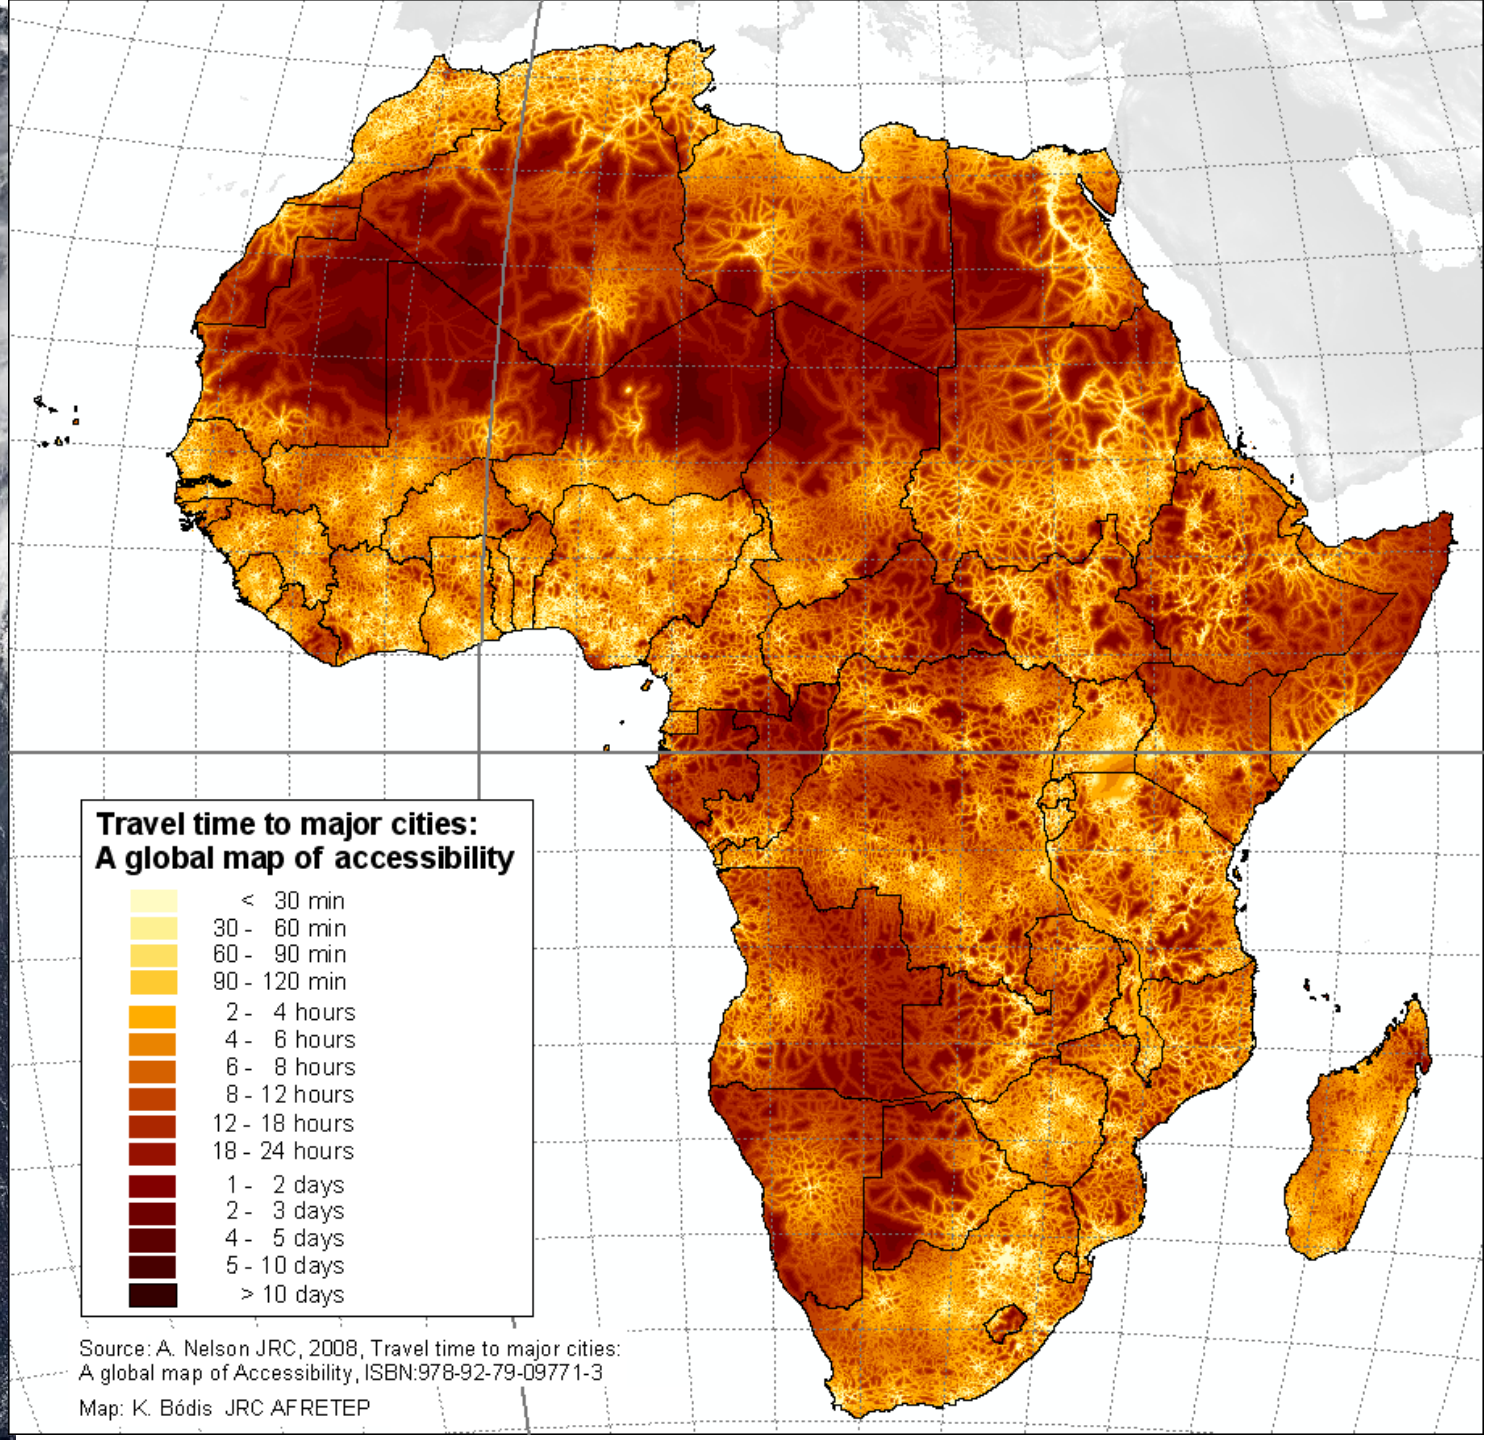 Travel time to major cities:
A global map of accessibility
< 30 min
30 - 60 min
60 - 90 min
90 - 120 min
2 - 4 hours
4 - 6 hours
6 - 8 hours
8 - 12 hours
12 - 18 hours
18 - 24 hours
1 - 2 days
2 - 3 days
4 - 5 days
5 - 10 days
> 10 days
Source: A. Nelson JRC, 2008, Travel time to major cities:
A global map of Accessibility, ISBN:978-92-79-09771-3
Map: K. Bódis JRC AFRETEP